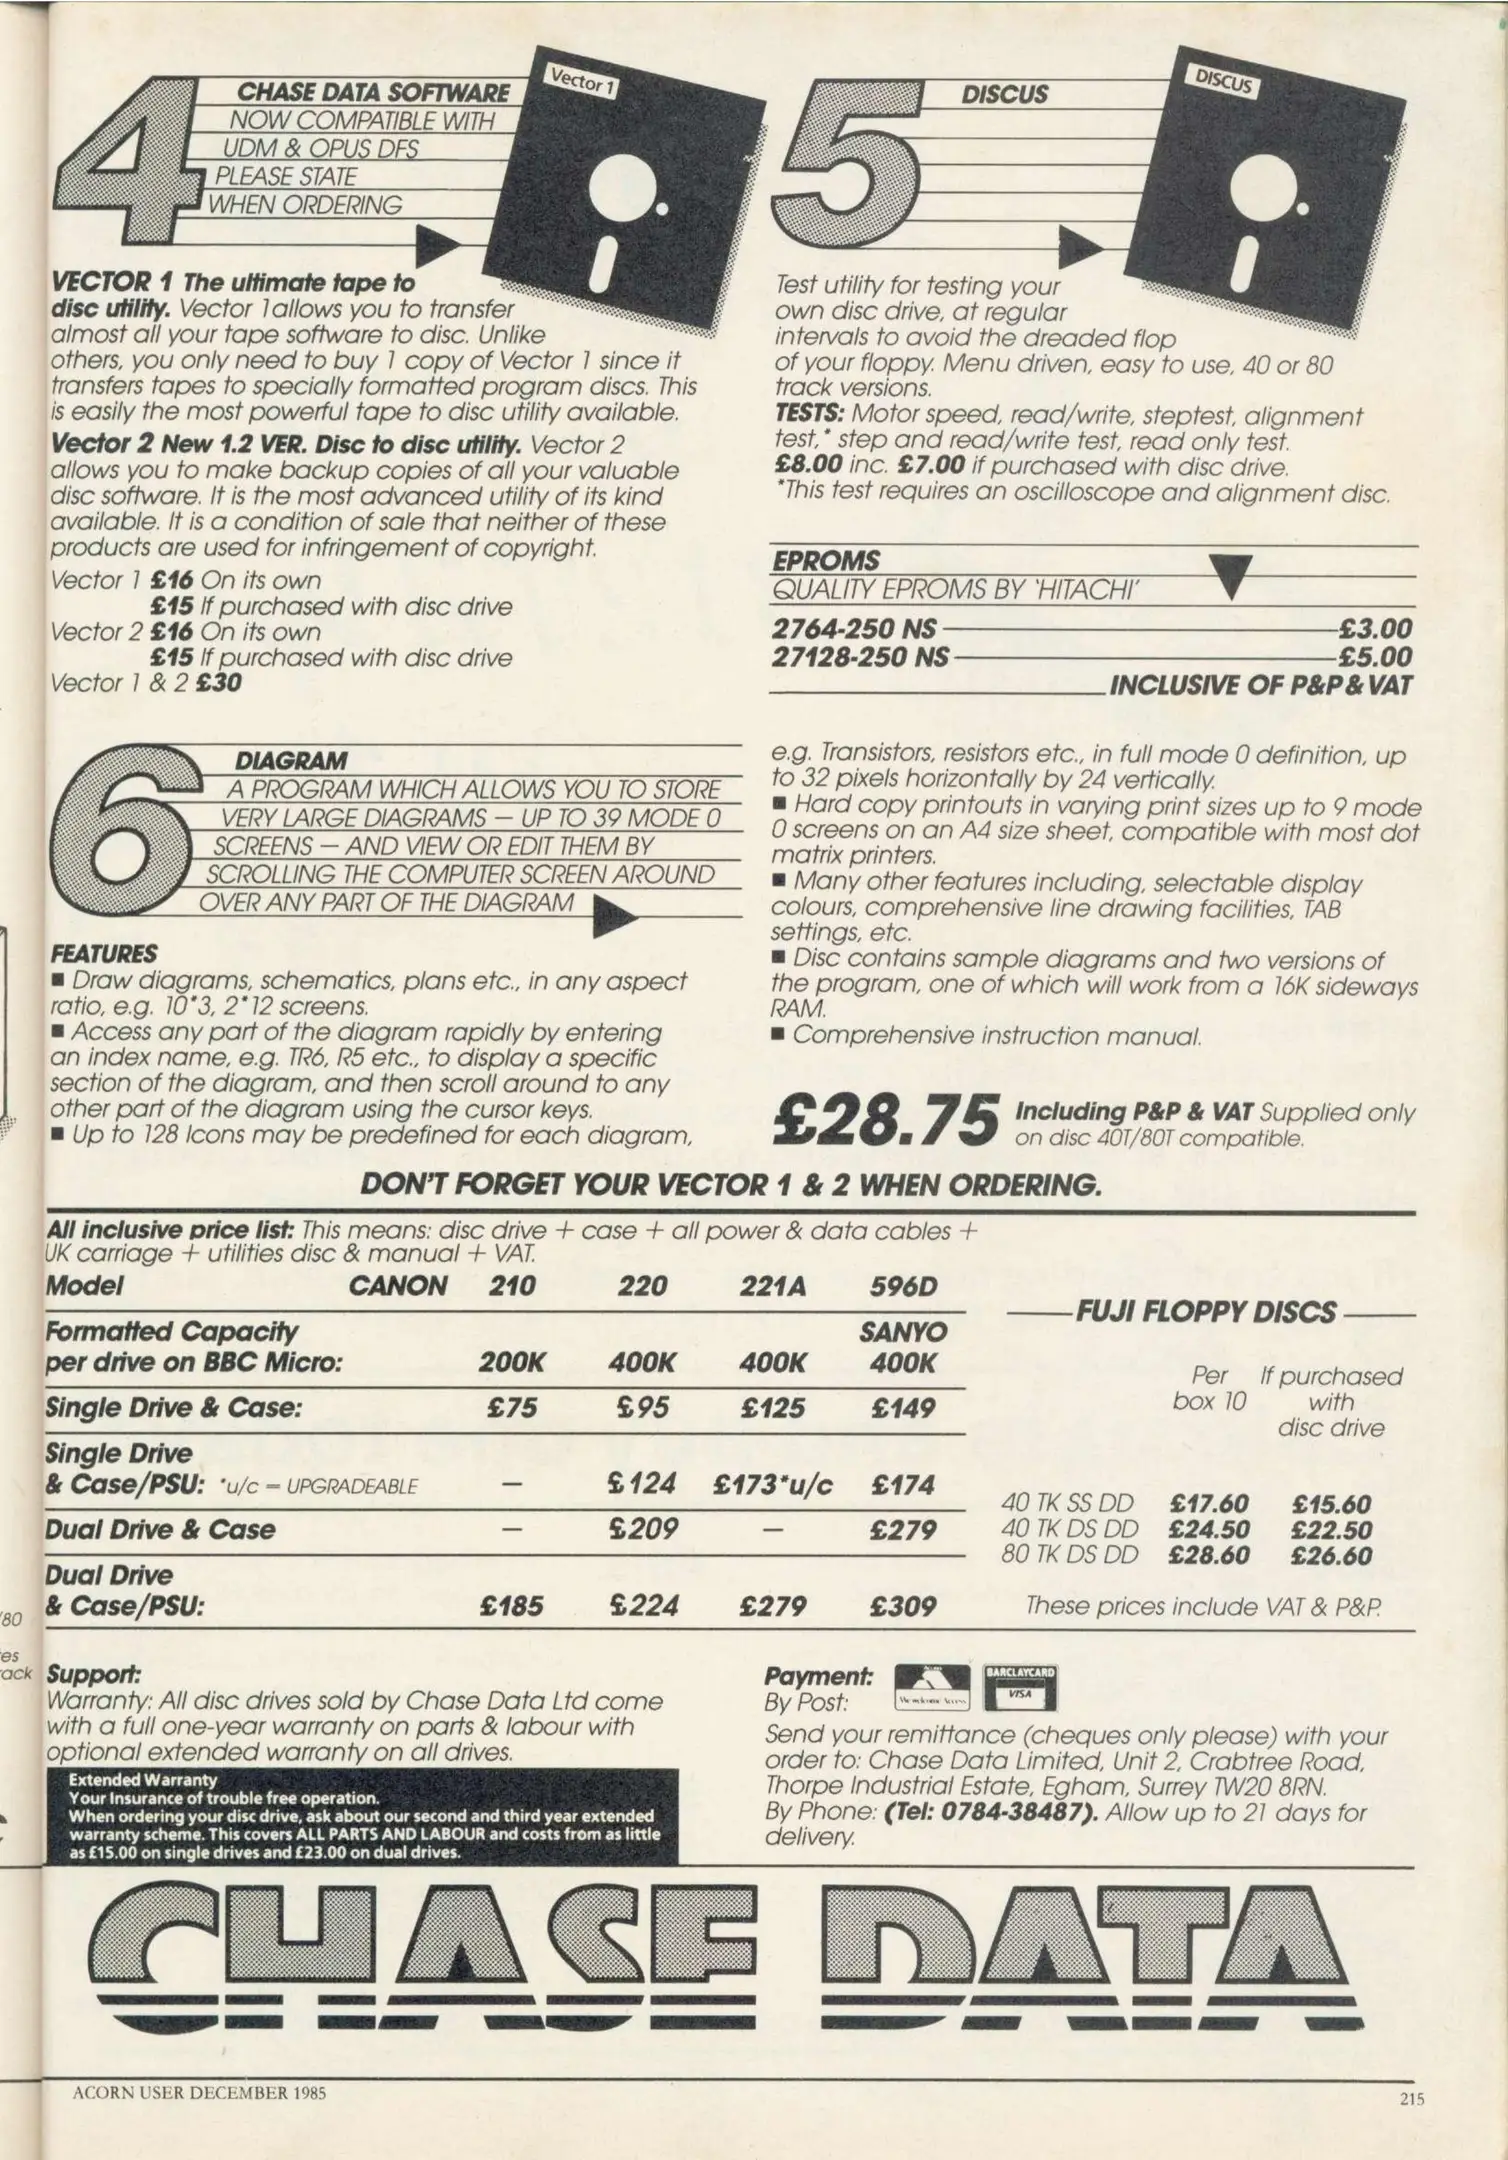 CHASE DATA SOFTWARE
NOW COMPATIBLE WITH
UDM & OPUS DFS
PLEASE STATE
WHEN ORDERING
4
Vector 1
VECTOR 1 The ultimate tape to
disc utility. Vector 1 allows you to transfer
almost all your tape software to disc. Unlike
others, you only need to buy 1 copy of Vector 1 since it
transfers tapes to specially formatted program discs. This
is easily the most powerful tape to disc utility available.
Vector 2 New 1.2 VER. Disc to disc utility. Vector 2
allows you to make backup copies of all your valuable
disc software. It is the most advanced utility of its kind
available. It is a condition of sale that neither of these
products are used for infringement of copyright.
Vector 1 £16 On its own
£15 If purchased with disc drive
Vector 2 £16 On its own
£15 If purchased with disc drive
Vector 1 & 2 £30
5
DISCUS
DISCUS
Test utility for testing your
own disc drive, at regular
intervals to avoid the dreaded flop
of your floppy. Menu driven, easy to use, 40 or 80
track versions.
TESTS: Motor speed, read/write, steptest, alignment
test,* step and read/write test, read only test.
£8.00 inc. £7.00 if purchased with disc drive.
*This test requires an oscilloscope and alignment disc.
EPROMS
QUALITY EPROMS BY 'HITACHI'
2764-250 NS £3.00
27128-250 NS £5.00
INCLUSIVE OF P&P & VAT
6
DIAGRAM
A PROGRAM WHICH ALLOWS YOU TO STORE
VERY LARGE DIAGRAMS — UP TO 39 MODE 0
SCREENS — AND VIEW OR EDIT THEM BY
SCROLLING THE COMPUTER SCREEN AROUND
OVER ANY PART OF THE DIAGRAM
FEATURES
■ Draw diagrams, schematics, plans etc., in any aspect
ratio, e.g. 10*3, 2*12 screens.
■ Access any part of the diagram rapidly by entering
an index name, e.g. TR6, R5 etc., to display a specific
section of the diagram, and then scroll around to any
other part of the diagram using the cursor keys.
■ Up to 128 Icons may be predefined for each diagram,
e.g. Transistors, resistors etc., in full mode 0 definition, up
to 32 pixels horizontally by 24 vertically.
■ Hard copy printouts in varying print sizes up to 9 mode
0 screens on an A4 size sheet, compatible with most dot
matrix printers.
■ Many other features including, selectable display
colours, comprehensive line drawing facilities, TAB
settings, etc.
■ Disc contains sample diagrams and two versions of
the program, one of which will work from a 16K sideways
RAM.
■ Comprehensive instruction manual.
£28.75 Including P&P & VAT Supplied only
on disc 40T/80T compatible.
DON'T FORGET YOUR VECTOR 1 & 2 WHEN ORDERING.
All inclusive price list: This means: disc drive + case + all power & data cables +
UK carriage + utilities disc & manual + VAT.
Model CANON 210 220 221A 596D
Formatted Capacity SANYO
per drive on BBC Micro: 200K 400K 400K 400K
Single Drive & Case: £75 £95 £125 £149
Single Drive
& Case/PSU: *u/c = UPGRADEABLE — £124 £173*u/c £174
Dual Drive & Case — £209 — £279
Dual Drive
& Case/PSU: £185 £224 £279 £309
FUJI FLOPPY DISCS
Per If purchased
box 10 with
disc drive
40 TK SS DD £17.60 £15.60
40 TK DS DD £24.50 £22.50
80 TK DS DD £28.60 £26.60
These prices include VAT & P&P.
/80
es
ack
Support:
Warranty: All disc drives sold by Chase Data Ltd come
with a full one-year warranty on parts & labour with
optional extended warranty on all drives.
Extended Warranty
Your Insurance of trouble free operation.
When ordering your disc drive, ask about our second and third year extended
warranty scheme. This covers ALL PARTS AND LABOUR and costs from as little
as £15.00 on single drives and £23.00 on dual drives.
Payment:
By Post:
We welcome Access
BARCLAYCARD
VISA
Send your remittance (cheques only please) with your
order to: Chase Data Limited, Unit 2, Crabtree Road,
Thorpe Industrial Estate, Egham, Surrey TW20 8RN.
By Phone: (Tel: 0784-38487). Allow up to 21 days for
delivery.
CHASE DATA
ACORN USER DECEMBER 1985
215